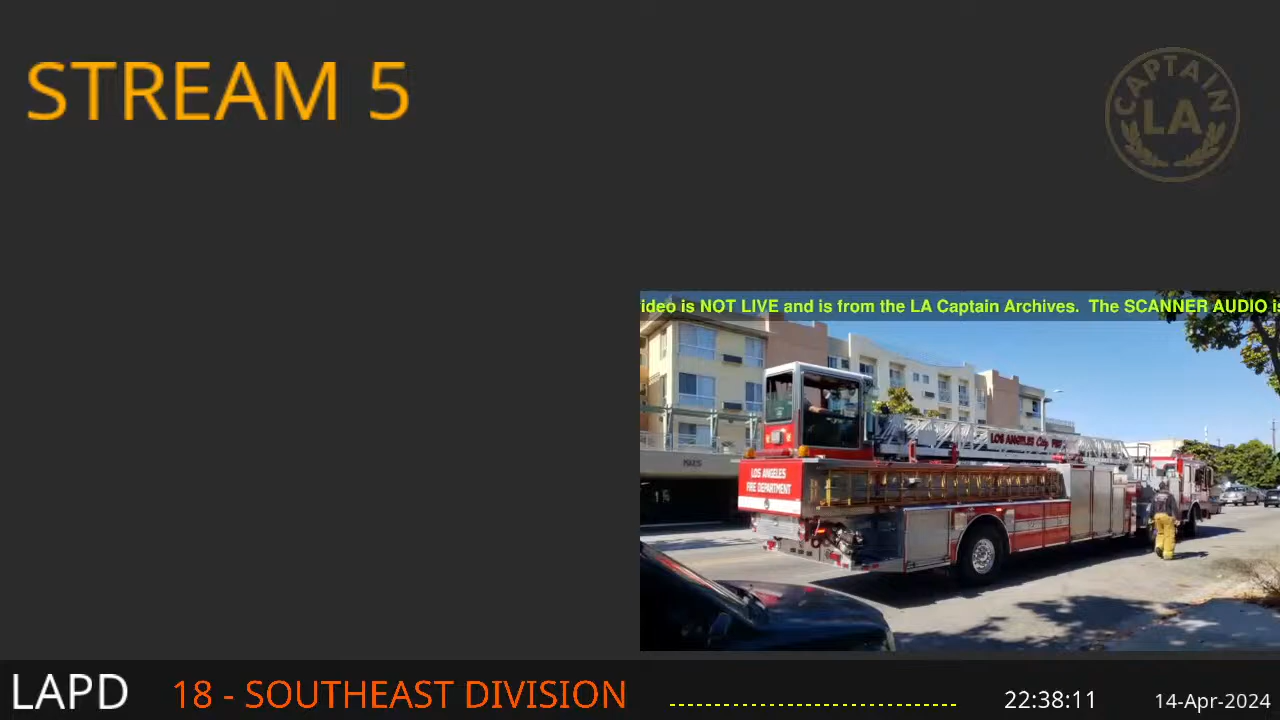 STREAM 5
CAPTAIN
LA
ideo is NOT LIVE and is from the LA Captain Archives. The SCANNER AUDIO is
LOS ANGELES City FIRE
LOS ANGELES
FIRE DEPARTMENT
LAPD
18 - SOUTHEAST DIVISION
22:38:11
14-Apr-2024